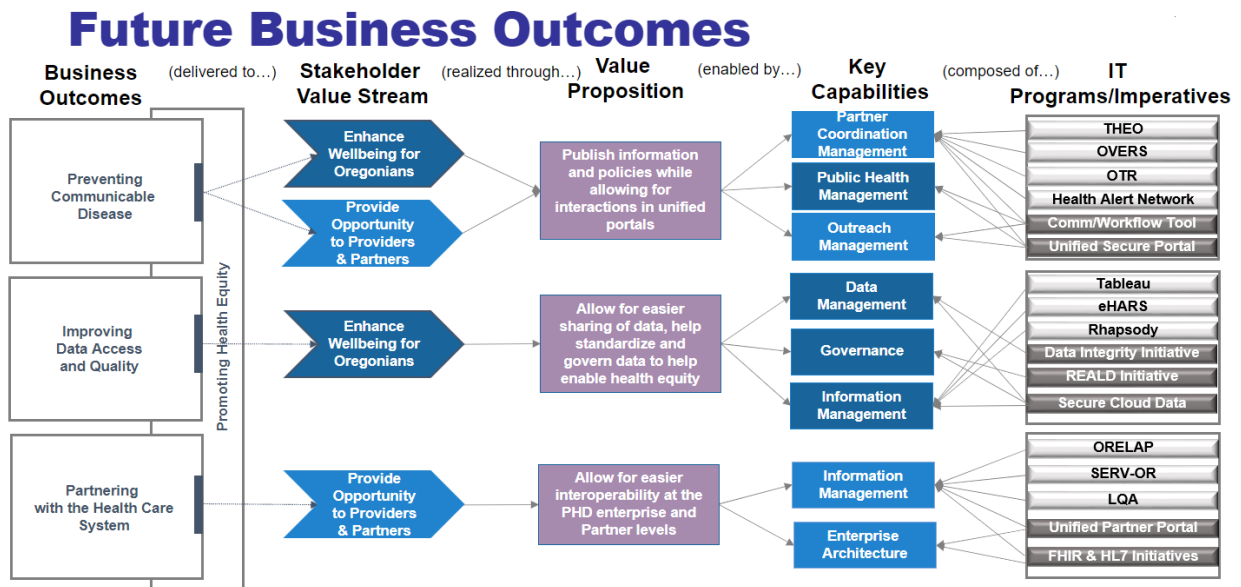 Future Business Outcomes
Business
Outcomes
(delivered to…)
Stakeholder
Value Stream
(realized through…)
Value
Proposition
(enabled by…)
Key
Capabilities
(composed of…)
IT
Programs/Imperatives
Promoting Health Equity
Preventing
Communicable
Disease
Enhance
Wellbeing for
Oregonians
Provide
Opportunity
to Providers
& Partners
Publish information
and policies while
allowing for
interactions in unified
portals
Partner
Coordination
Management
Public Health
Management
Outreach
Management
THEO
OVERS
OTR
Health Alert Network
Comm/Workflow Tool
Unified Secure Portal
Improving
Data Access
and Quality
Enhance
Wellbeing for
Oregonians
Allow for easier
sharing of data, help
standardize and
govern data to help
enable health equity
Data
Management
Governance
Information
Management
Tableau
eHARS
Rhapsody
Data Integrity Initiative
REALD Initiative
Secure Cloud Data
Partnering
with the Health Care
System
Provide
Opportunity
to Providers
& Partners
Allow for easier
interoperability at the
PHD enterprise and
Partner levels
Information
Management
Enterprise
Architecture
ORELAP
SERV-OR
LQA
Unified Partner Portal
FHIR & HL7 Initiatives